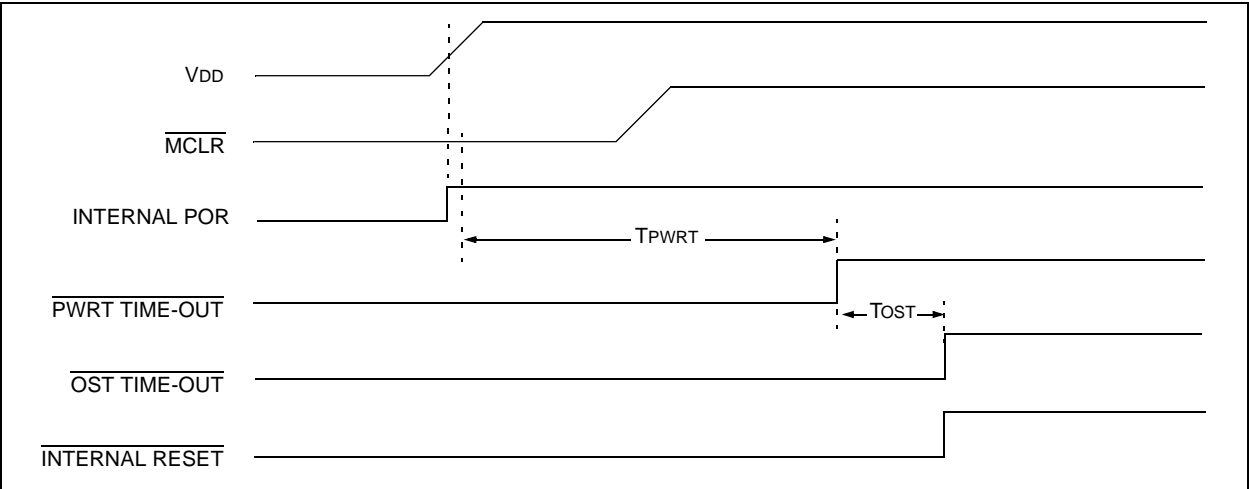 VDD
MCLR
INTERNAL POR
TPWRT
PWRT TIME-OUT
TOST
OST TIME-OUT
INTERNAL RESET